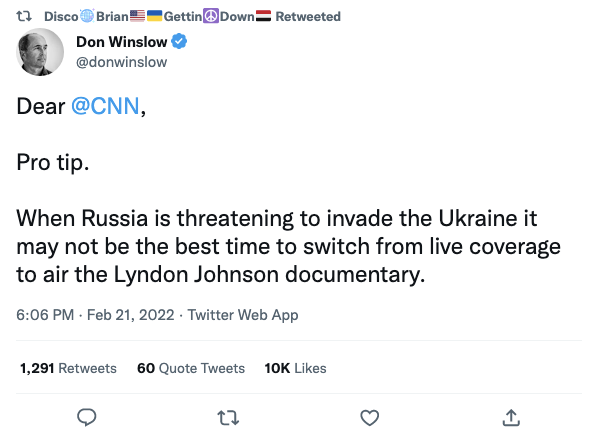 Disco🪩Brian🇺🇸🇺🇦Gettin☮️Down🇾🇪 Retweeted
Don Winslow
@donwinslow
Dear @CNN,
Pro tip.
When Russia is threatening to invade the Ukraine it
may not be the best time to switch from live coverage
to air the Lyndon Johnson documentary.
6:06 PM · Feb 21, 2022 · Twitter Web App
1,291 Retweets 60 Quote Tweets 10K Likes